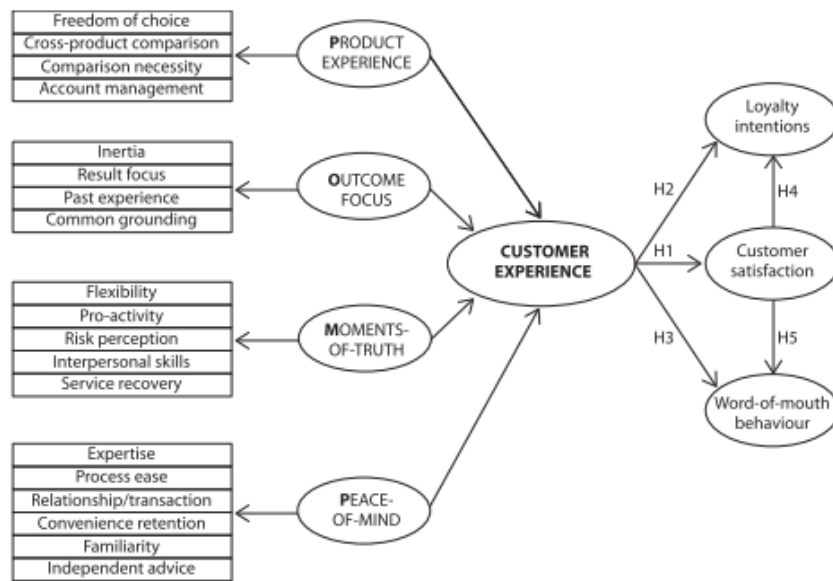 Freedom of choice
Cross-product comparison
Comparison necessity
Account management
PRODUCT
EXPERIENCE
Inertia
Result focus
Past experience
Common grounding
OUTCOME
FOCUS
Flexibility
Pro-activity
Risk perception
Interpersonal skills
Service recovery
MOMENTS-
OF-TRUTH
Expertise
Process ease
Relationship/transaction
Convenience retention
Familiarity
Independent advice
PEACE-
OF-MIND
CUSTOMER
EXPERIENCE
H2
H1
H3
Loyalty
intentions
H4
Customer
satisfaction
H5
Word-of-mouth
behaviour